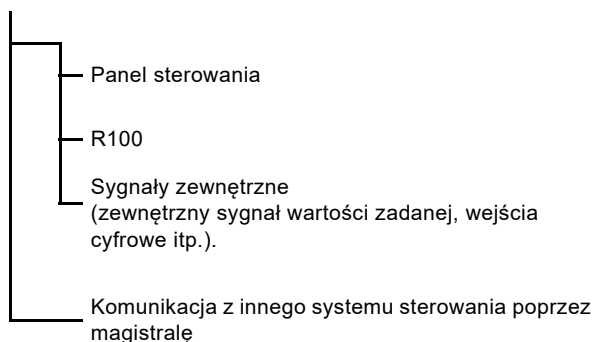 Panel sterowania
R100
Sygnały zewnętrzne
(zewnętrzny sygnał wartości zadanej, wejścia
cyfrowe itp.).
Komunikacja z innego systemu sterowania poprzez
magistralę